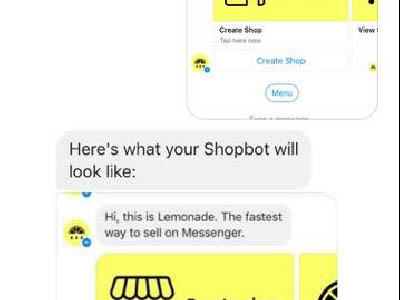 Create Shop
View
Tap there now
Create Shop
Menu
Here's what your Shopbot will
look like:
Hi, this is Lemonade. The fastest
way to sell on Messenger.